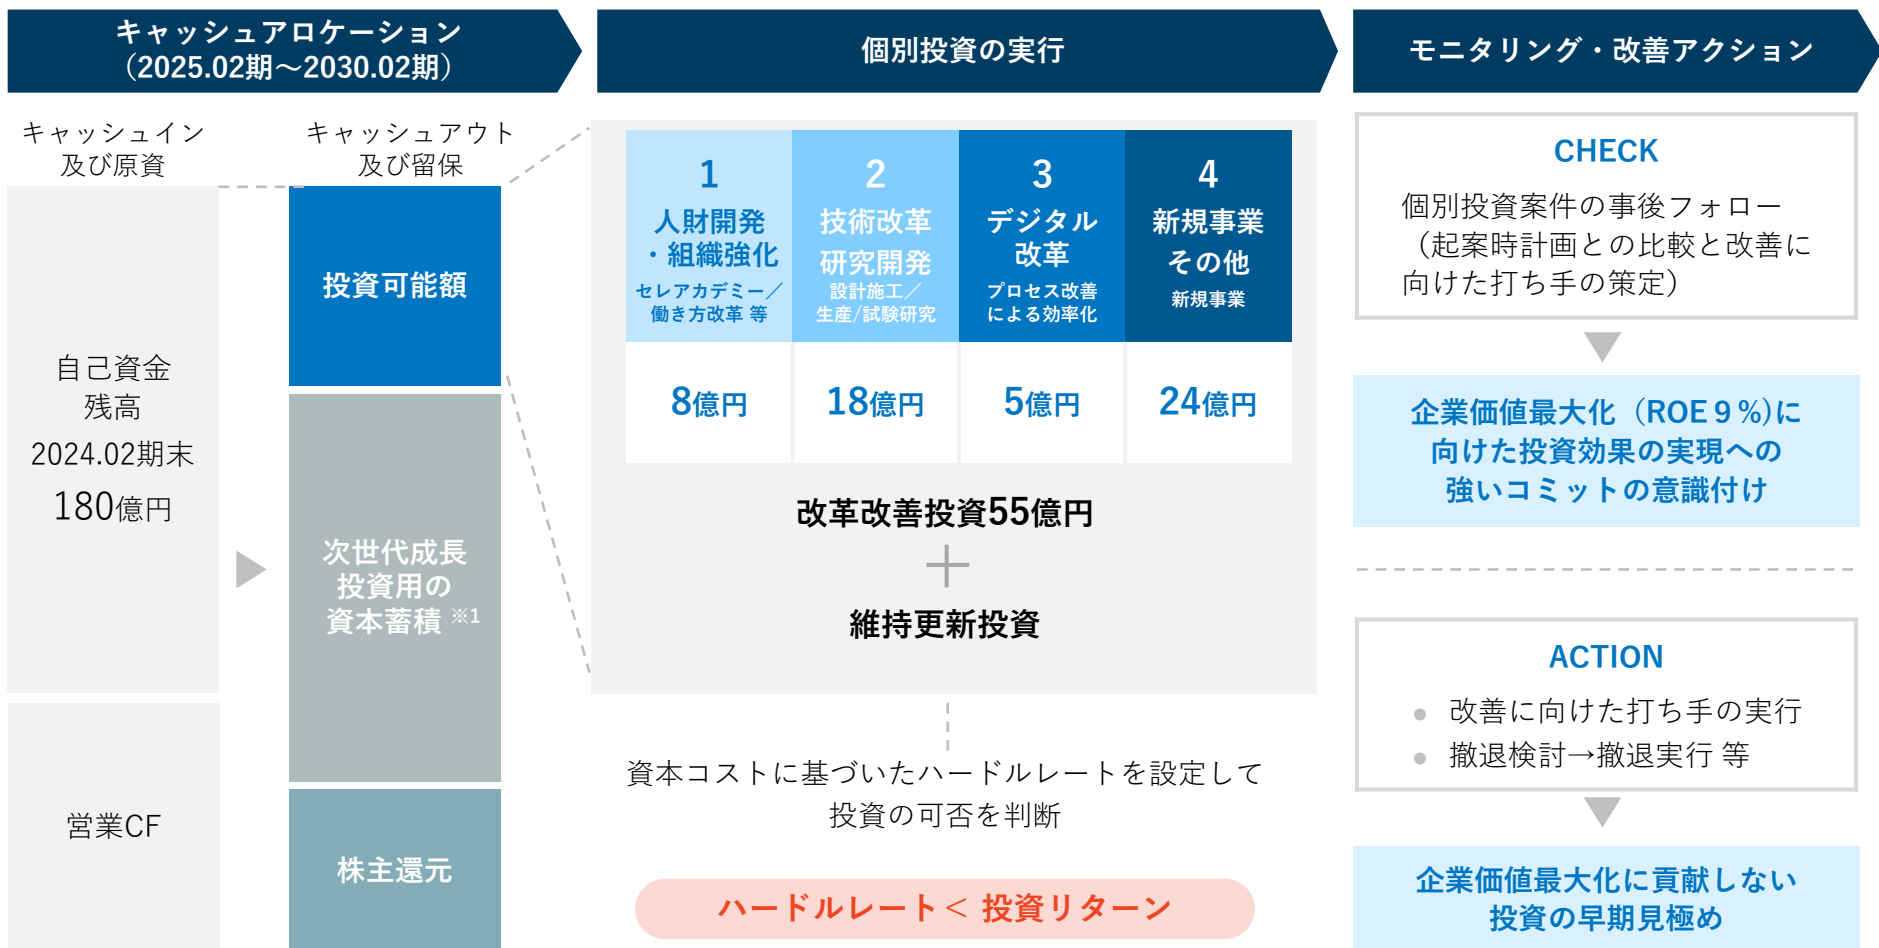 キャッシュアロケーション
（2025.02期～2030.02期）
個別投資の実行
モニタリング・改善アクション
キャッシュイン
及び原資
キャッシュアウト
及び留保
自己資金
残高
2024.02期末
180億円
営業CF
投資可能額
次世代成長
投資用の
資本蓄積 ※1
株主還元
1
人財開発
・組織強化
セレアカデミー／
働き方改革 等
8億円
2
技術改革
研究開発
設計施工／
生産/試験研究
18億円
3
デジタル
改革
プロセス改善
による効率化
5億円
4
新規事業
その他
新規事業
24億円
改革改善投資55億円
＋
維持更新投資
資本コストに基づいたハードルレートを設定して
投資の可否を判断
ハードルレート＜ 投資リターン
CHECK
個別投資案件の事後フォロー
（起案時計画との比較と改善に
向けた打ち手の策定）
企業価値最大化（ROE９%)に
向けた投資効果の実現への
強いコミットの意識付け
ACTION
● 改善に向けた打ち手の実行
● 撤退検討→撤退実行 等
企業価値最大化に貢献しない
投資の早期見極め